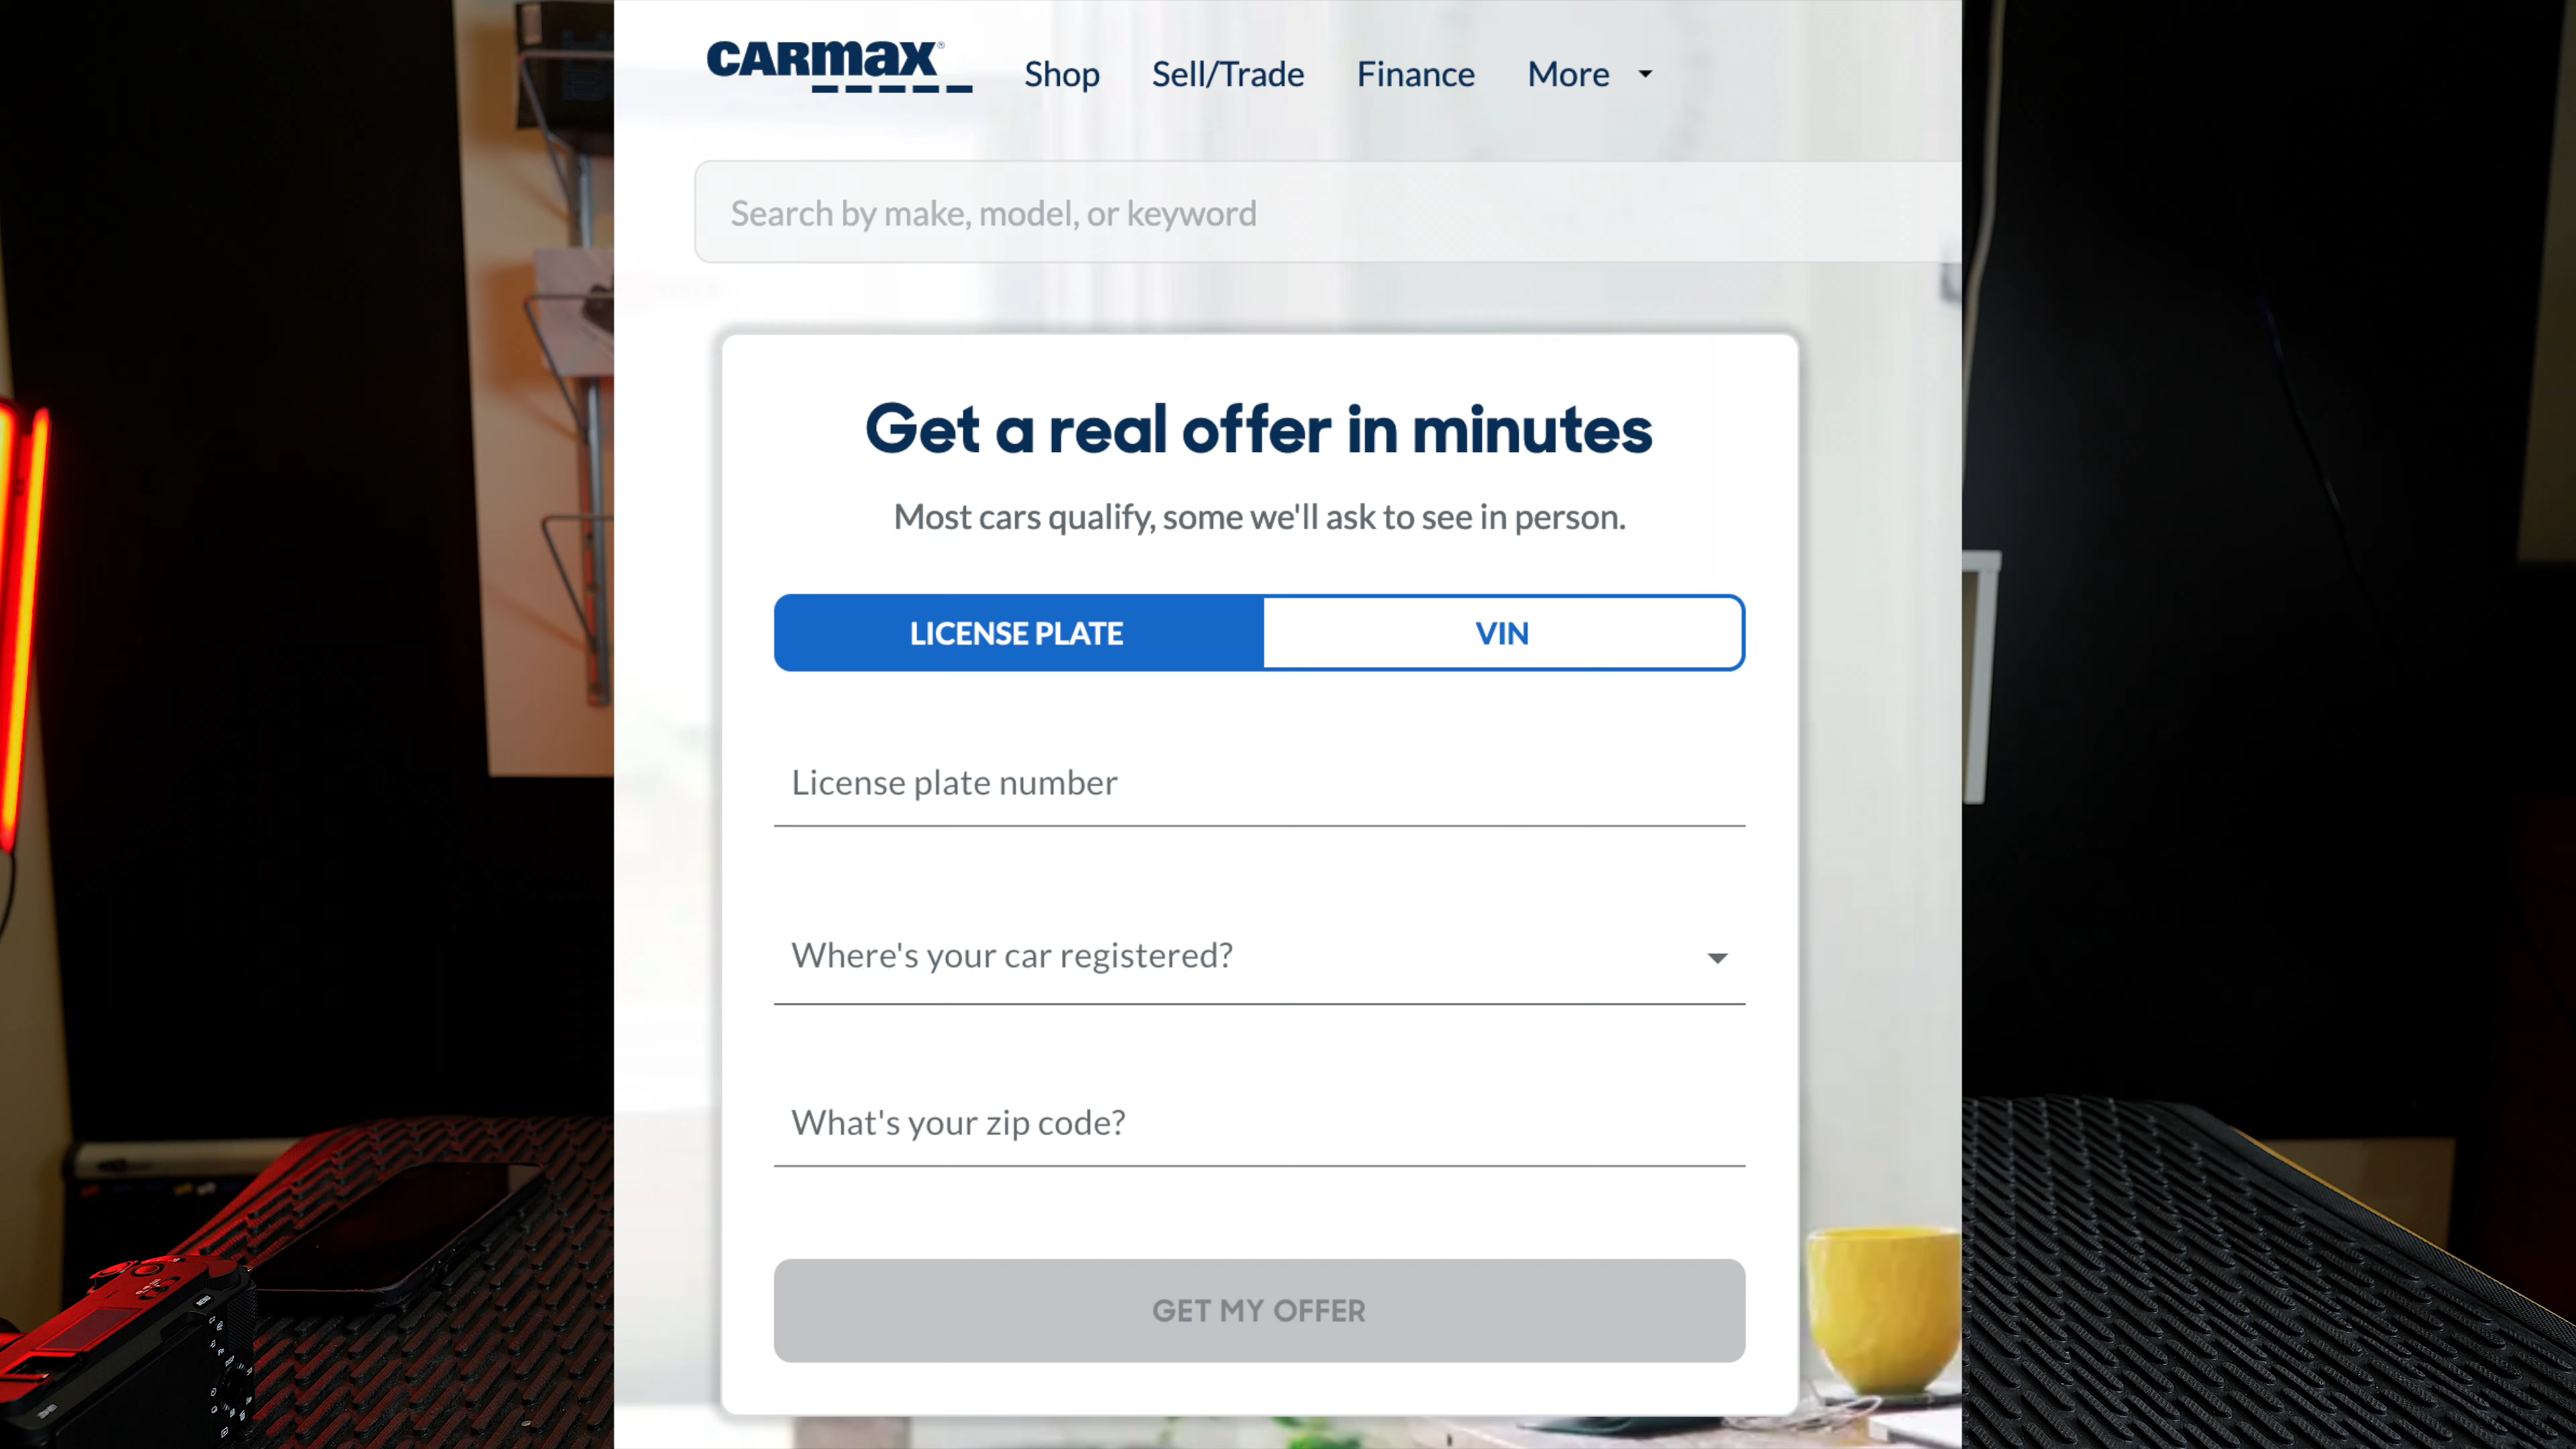 CARMAX®
Shop Sell/Trade Finance More
Search by make, model, or keyword
Get a real offer in minutes
Most cars qualify, some we'll ask to see in person.
LICENSE PLATE VIN
License plate number
Where's your car registered?
What's your zip code?
GET MY OFFER
MENU